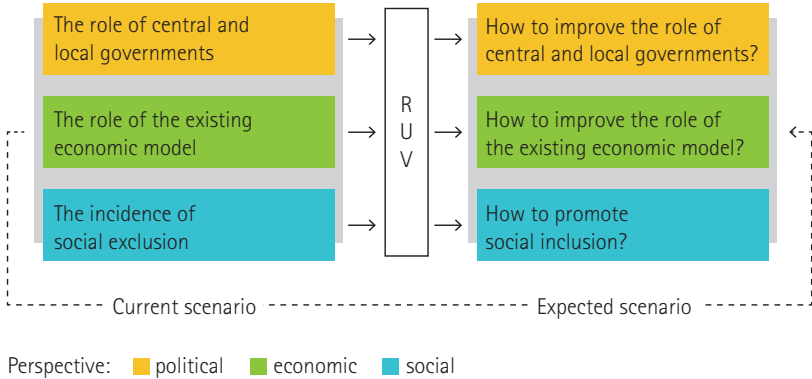 The role of central and
local governments
How to improve the role of
central and local governments?
The role of the existing
economic model
R
U
V
How to improve the role of
the existing economic model?
The incidence of
social exclusion
How to promote
social inclusion?
Current scenario
Expected scenario
Perspective: political economic social